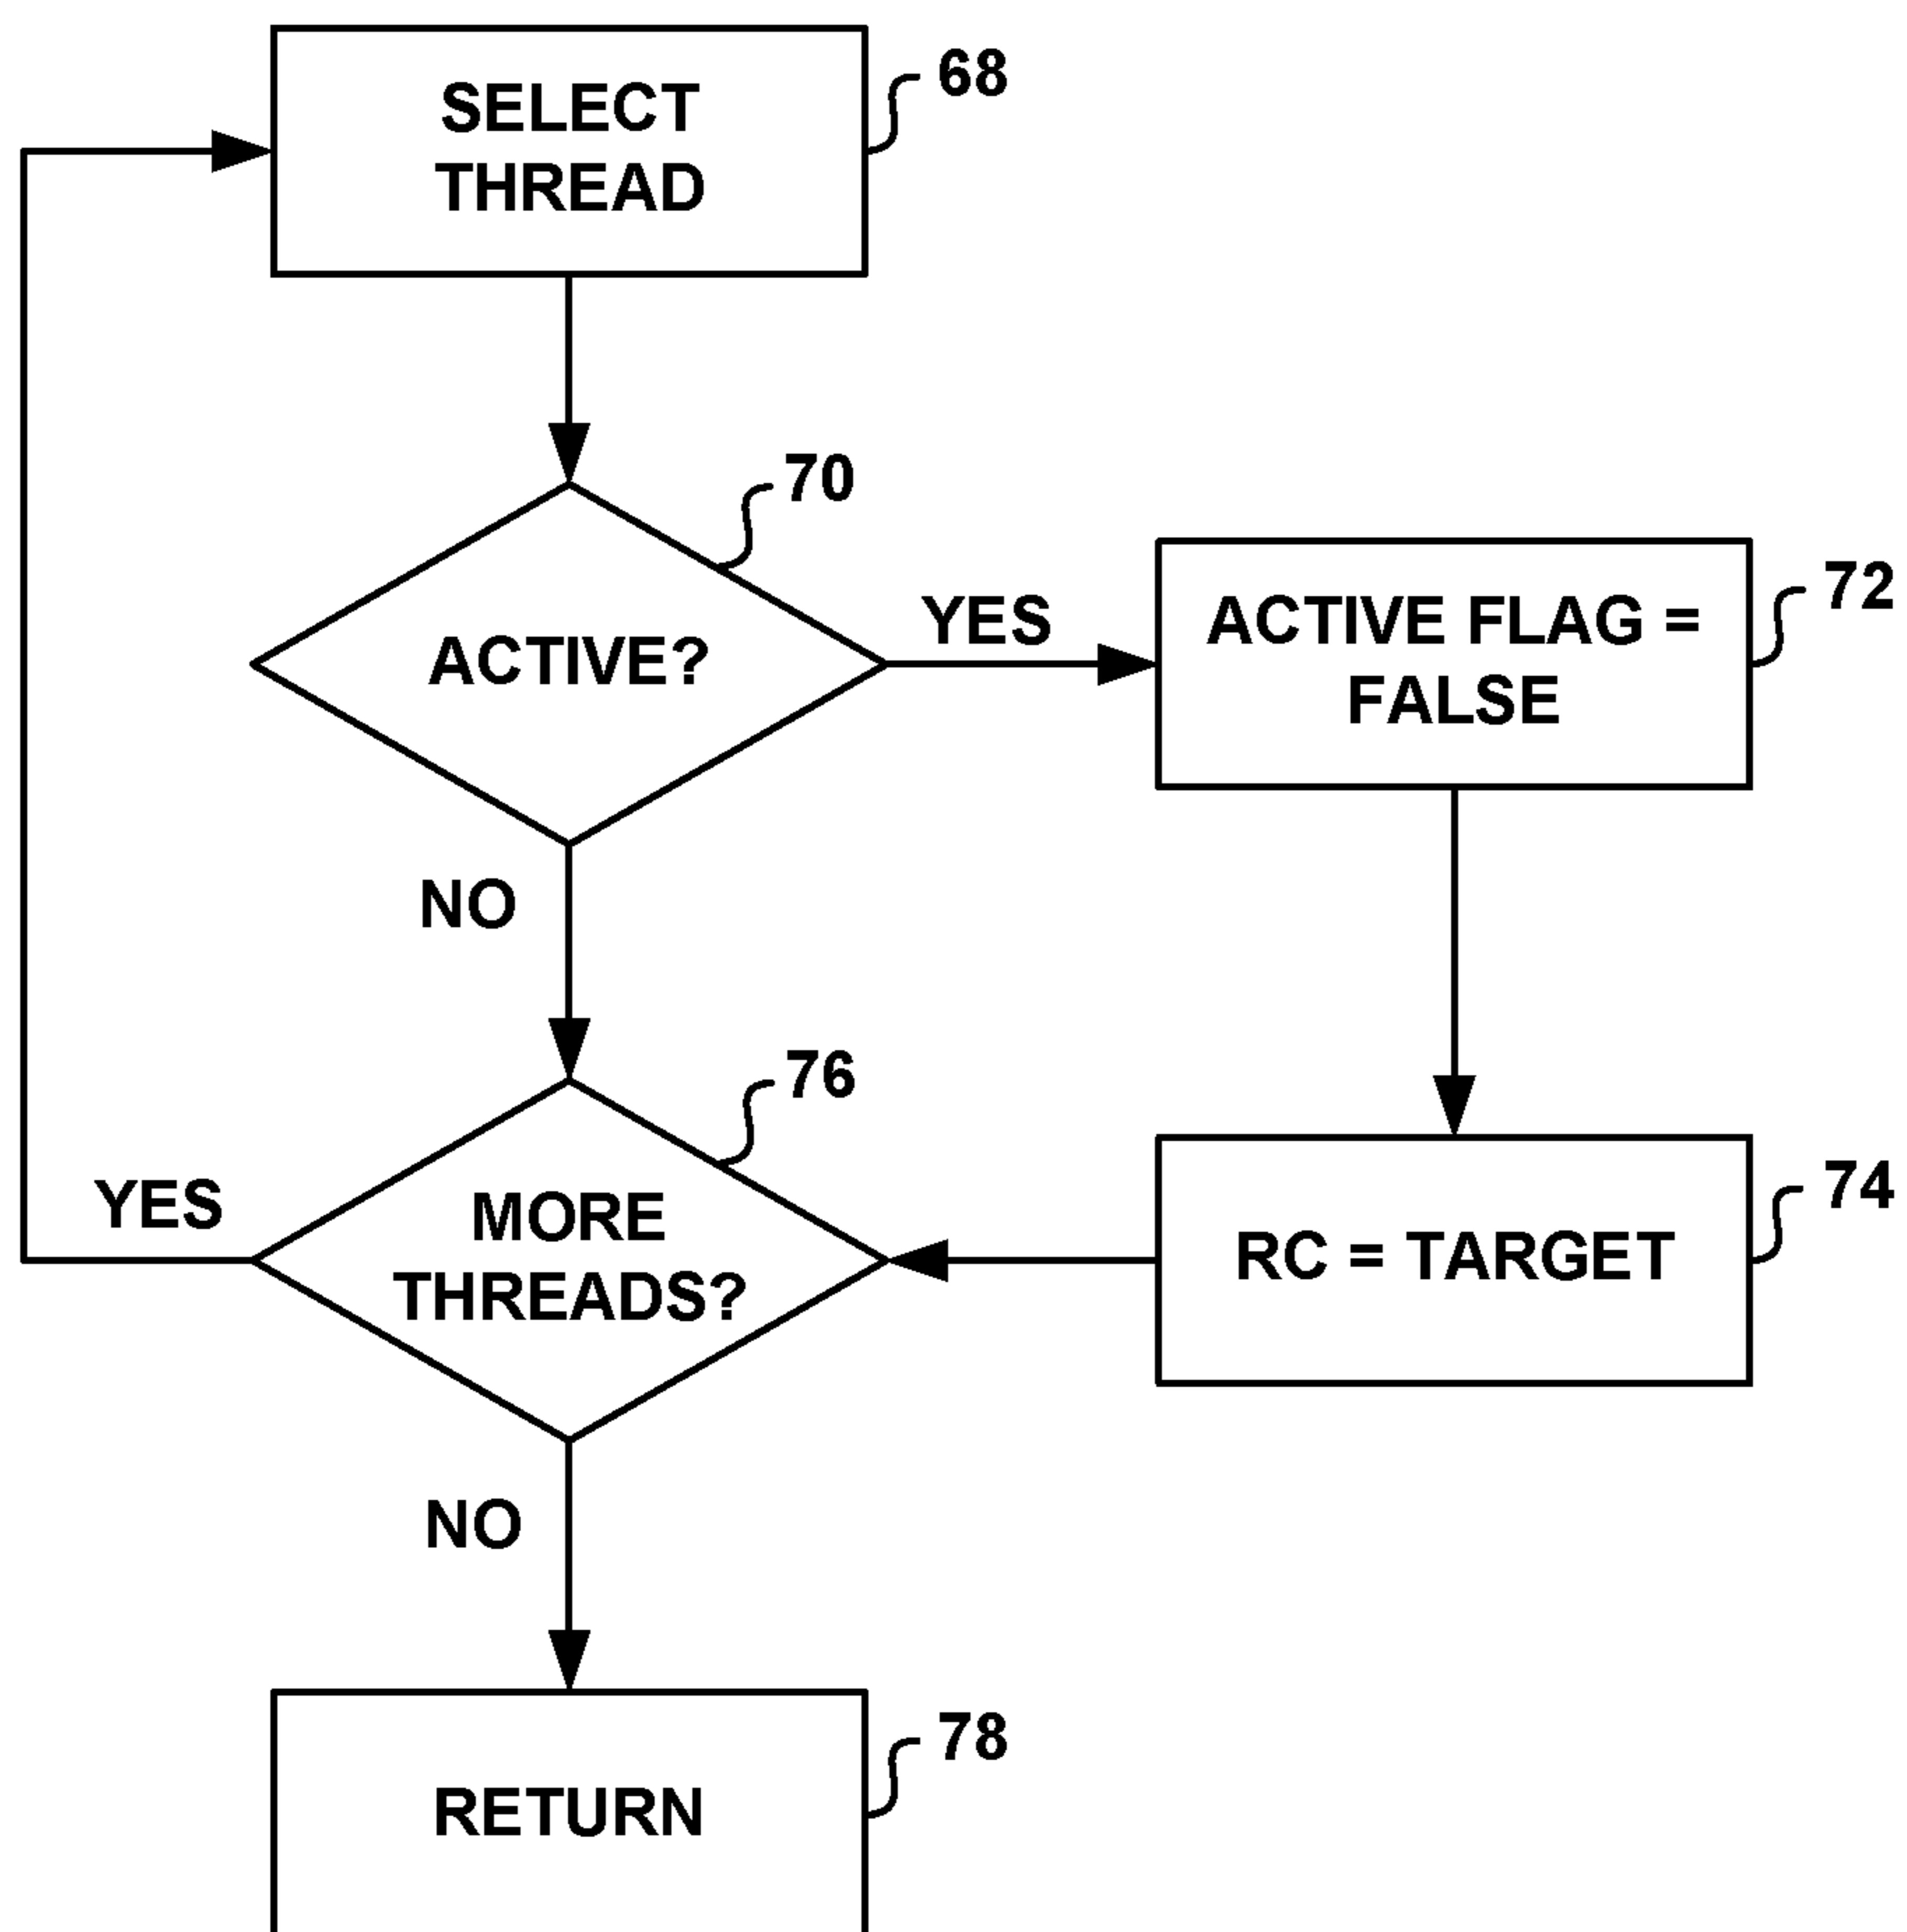 SELECT
THREAD
68
70
ACTIVE?
YES
ACTIVE FLAG =
FALSE
72
NO
76
YES
MORE
THREADS?
RC = TARGET
74
NO
78
RETURN